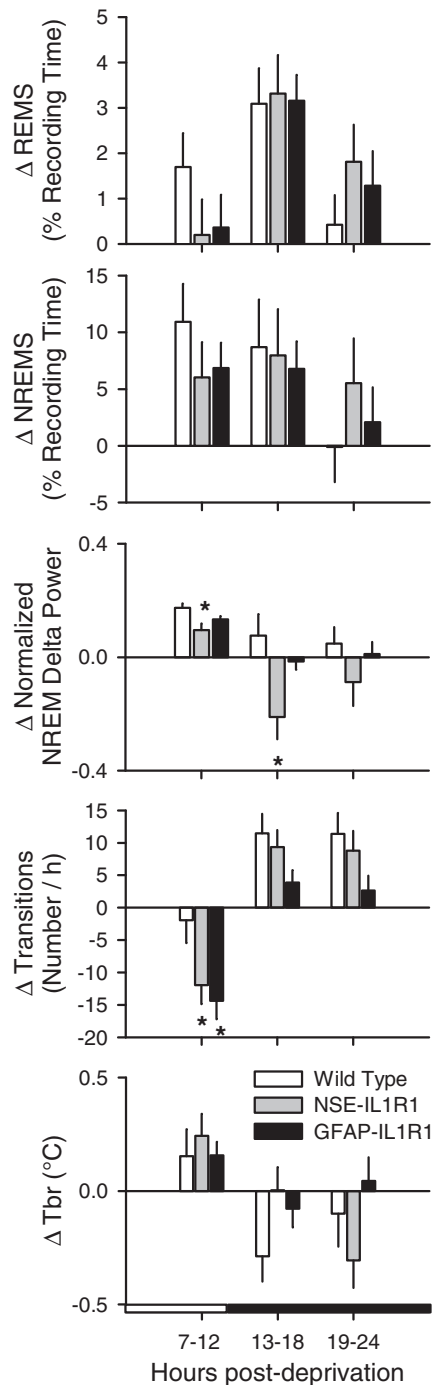 Δ REMS
(% Recording Time)
5
4
3
2
1
0
Δ NREMS
(% Recording Time)
15
10
5
0
-5
Δ Normalized
NREM Delta Power
0.4
0.0
-0.4
*
*
Δ Transitions
(Number / h)
15
10
5
0
-5
-10
-15
-20
* *
Δ Tbr (°C)
0.5
0.0
-0.5
Wild Type
NSE-IL1R1
GFAP-IL1R1
7-12 13-18 19-24
Hours post-deprivation